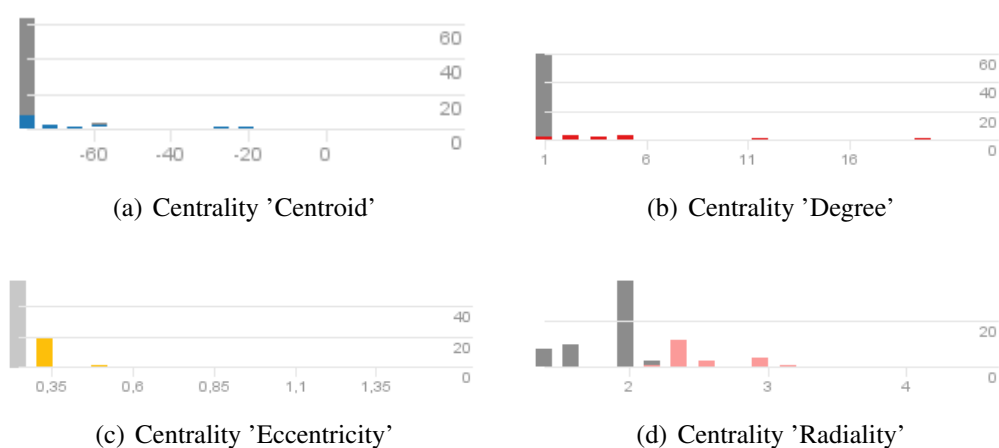 60
40
20
0
-60 -40 -20 0
(a) Centrality ’Centroid’
60
40
20
0
1 6 11 16
(b) Centrality ’Degree’
40
20
0
0,35 0,6 0,85 1,1 1,35
(c) Centrality ’Eccentricity’
20
0
2 3 4
(d) Centrality ’Radiality’